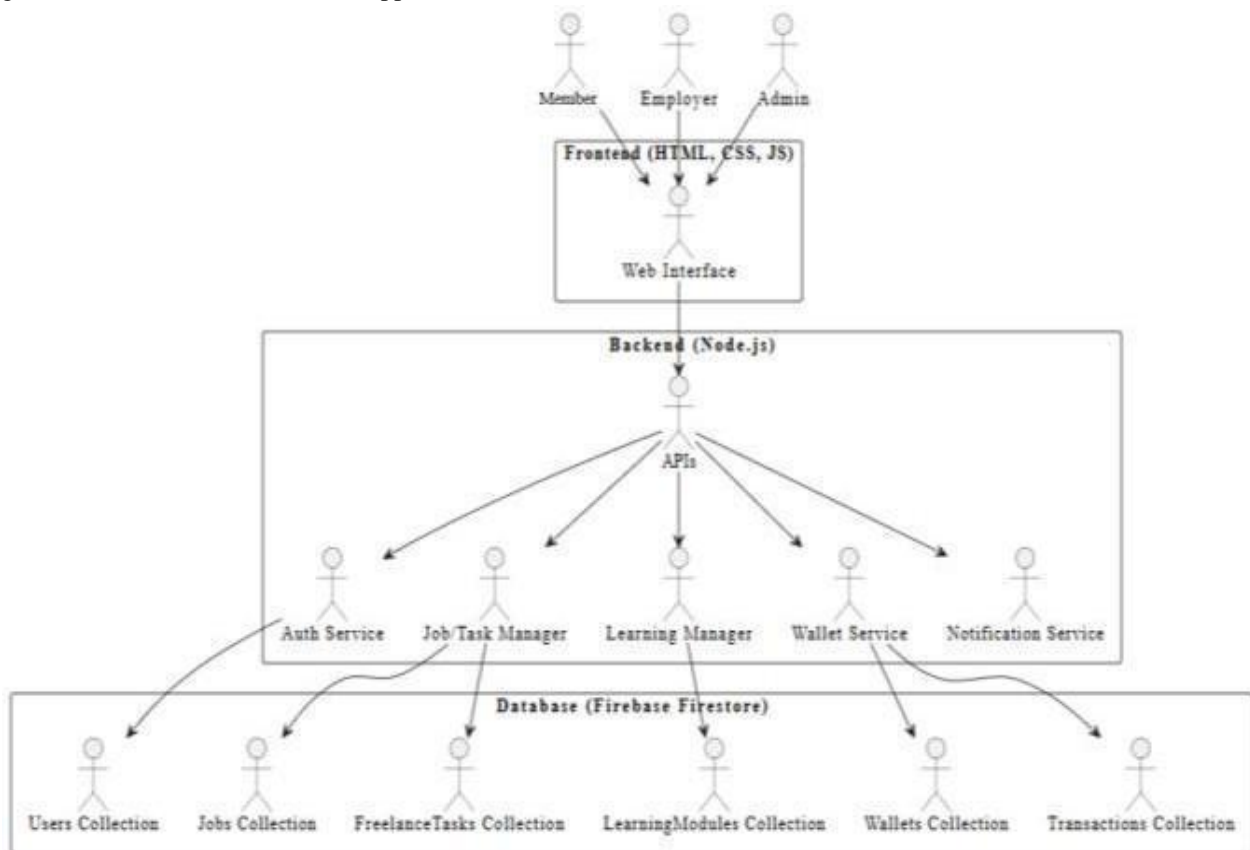 Member Employer Admin
Frontend (HTML, CSS, JS)
Web Interface
Backend (Node.js)
APIs
Auth Service Job/Task Manager Learning Manager Wallet Service Notification Service
Database (Firebase Firestore)
Users Collection Jobs Collection FreelanceTasks Collection LearningModules Collection Wallets Collection Transactions Collection